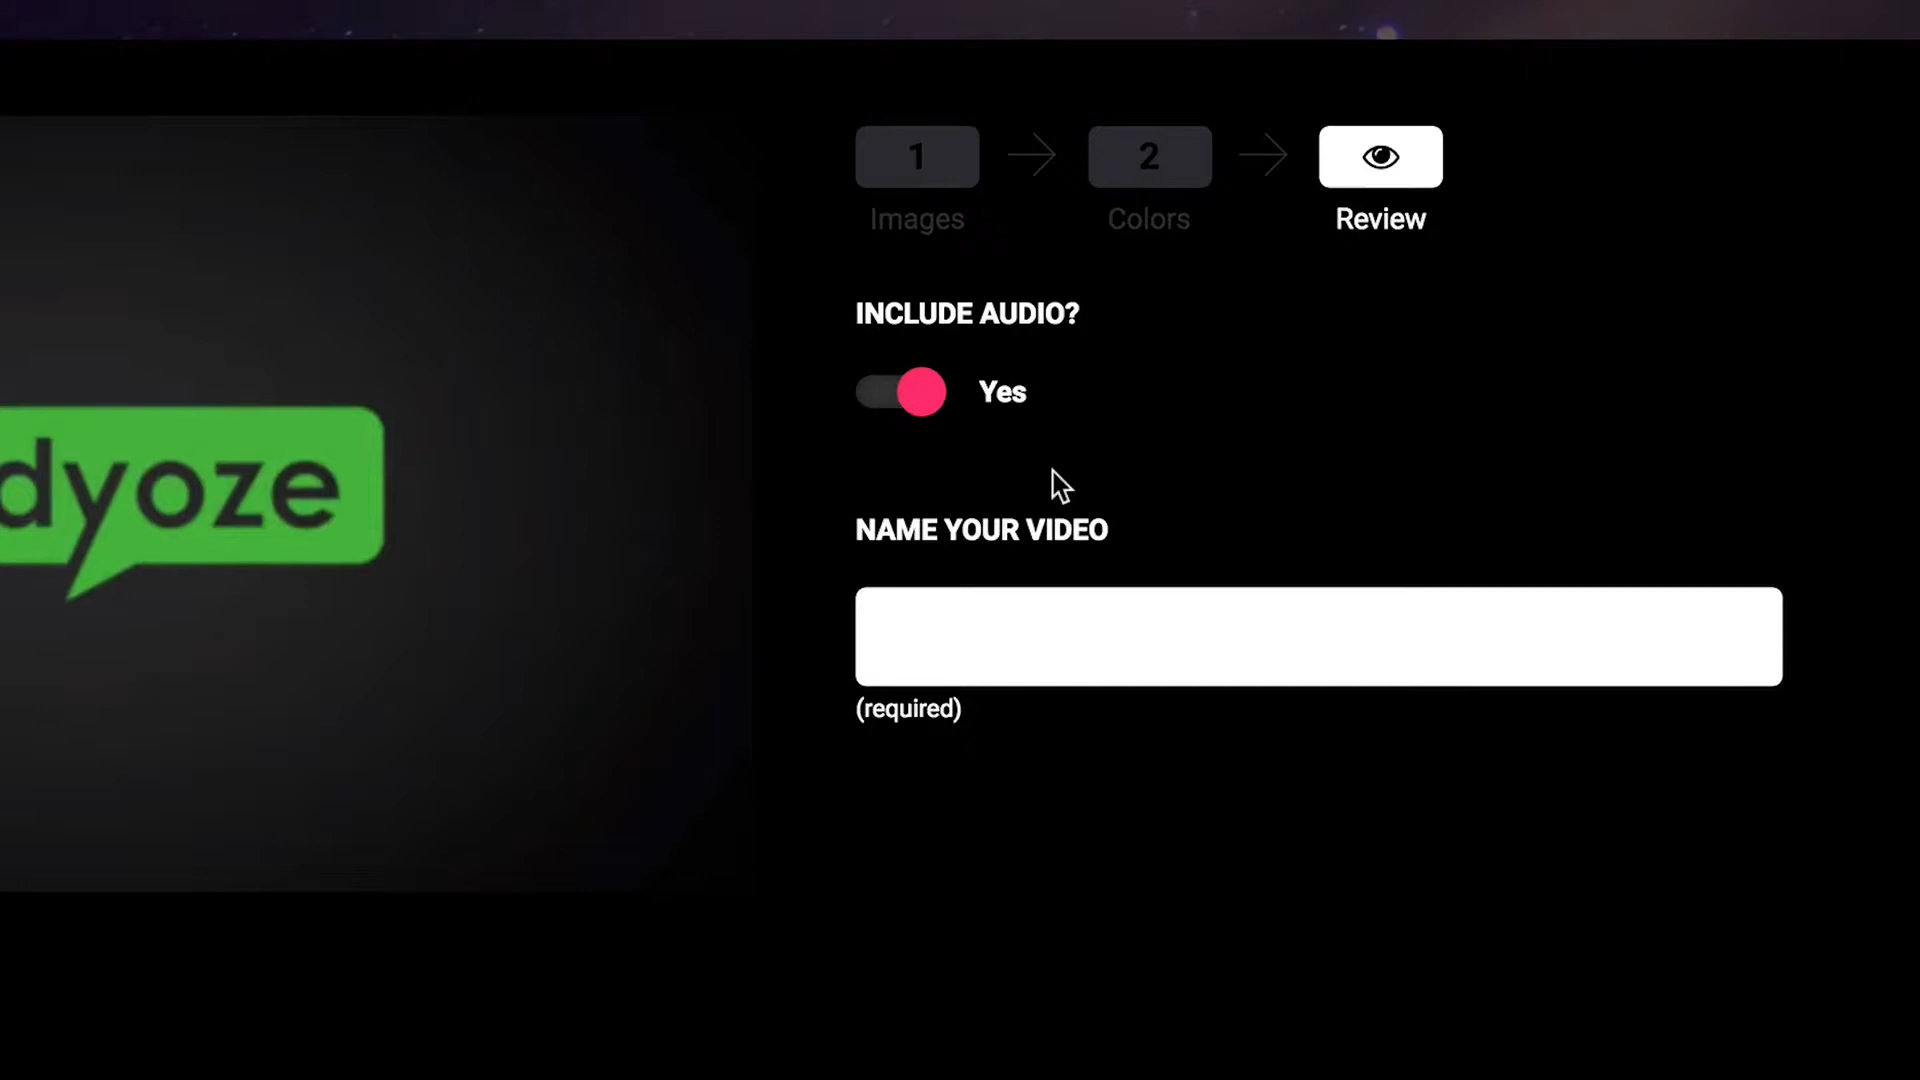 1
2
Images
Colors
Review
INCLUDE AUDIO?
Yes
dyoze
NAME YOUR VIDEO
(required)